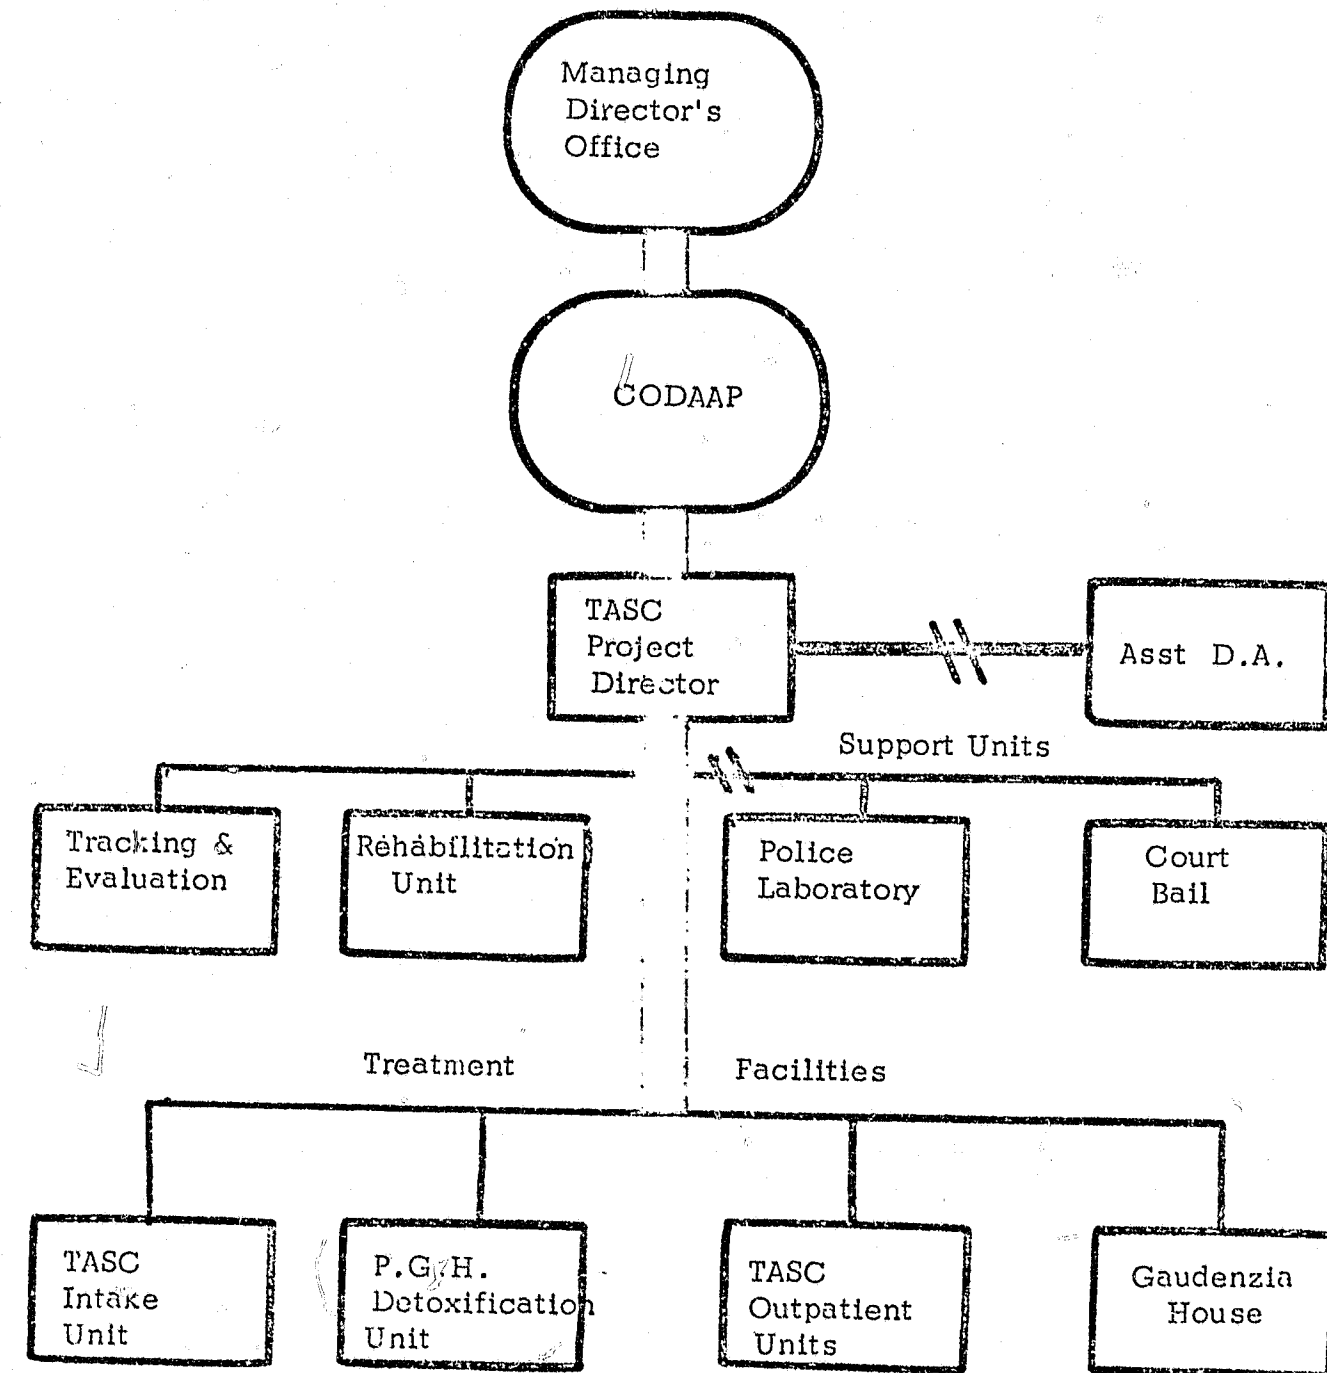 Managing
Director's
Office
CODAAP
TASC
Project
Director
Asst D.A.
Support Units
Tracking &
Evaluation
Rehabilitation
Unit
Police
Laboratory
Court
Bail
Treatment Facilities
TASC
Intake
Unit
P.G.H.
Detoxification
Unit
TASC
Outpatient
Units
Gaudenzia
House